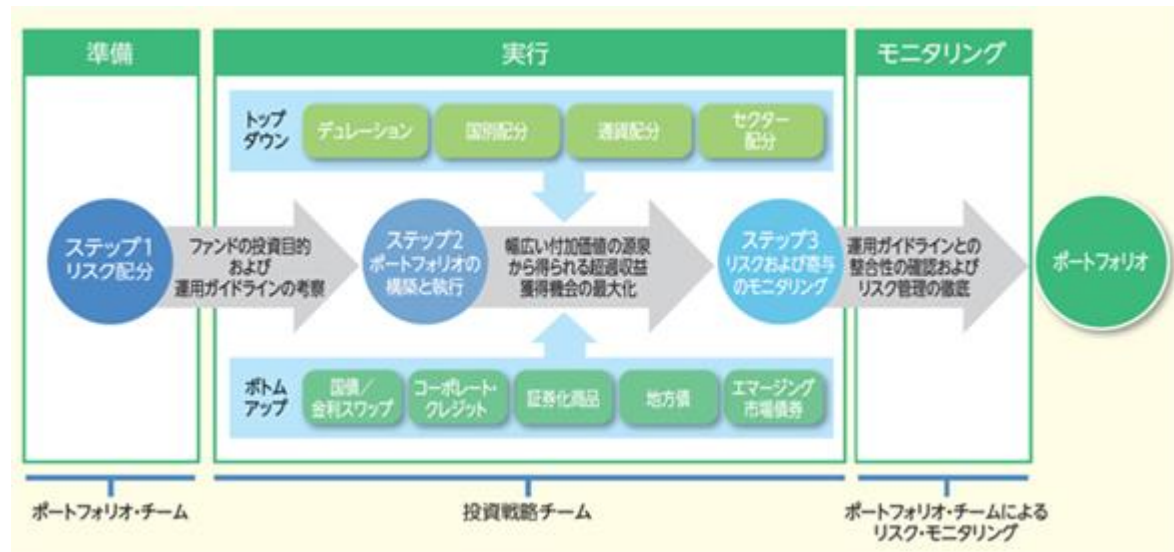 準備
実行
モニタリング
トップ
ダウン
デュレーション
国別配分
通貨配分
セクター
配分
ステップ1
リスク配分
ファンドの投資目的
および
運用ガイドラインの考察
ステップ2
ポートフォリオの
構築と執行
幅広い付加価値の源泉
から得られる超過収益
獲得機会の最大化
ステップ3
リスクおよび寄与
のモニタリング
運用ガイドラインとの
整合性の確認および
リスク管理の徹底
ポートフォリオ
ボトム
アップ
国債／
金利スワップ
コーポレート・
クレジット
証券化商品
地方債
エマージング
市場債券
ポートフォリオ・チーム
投資戦略チーム
ポートフォリオ・チームによる
リスク・モニタリング